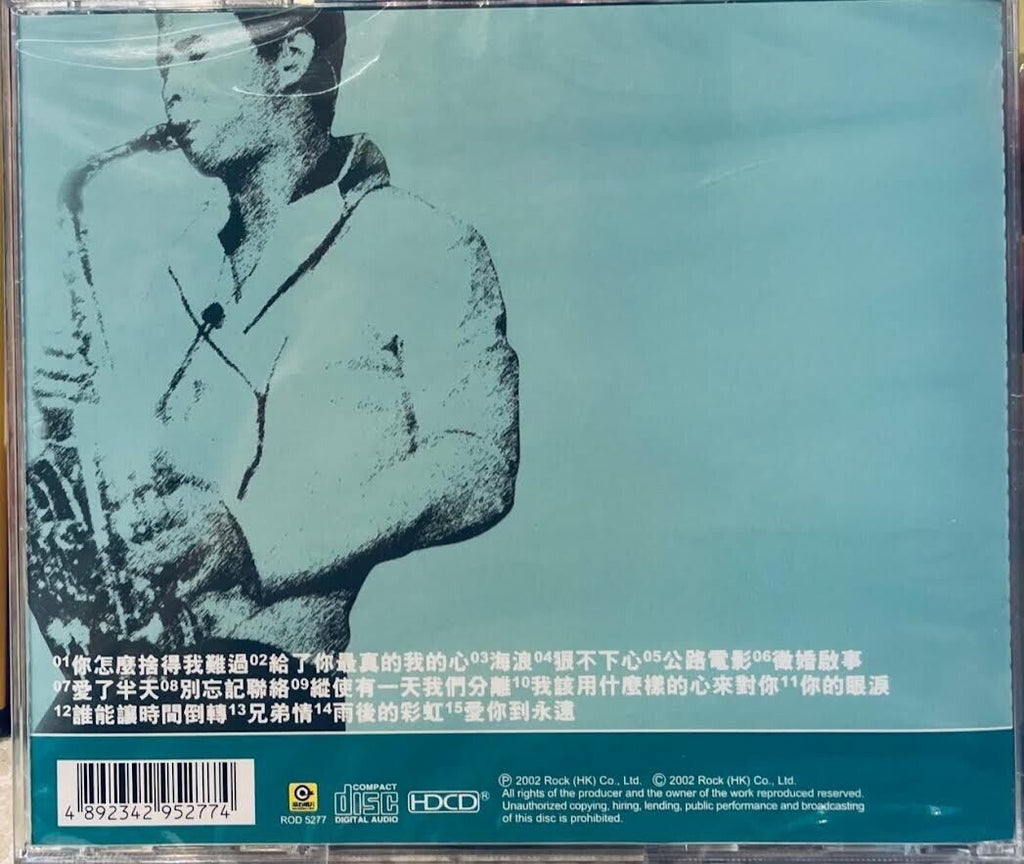 01你怎麼捨得我難過02給了你最真的我的心03海浪04狠不下心05公路電影06徵婚啟事
07愛了半天08別忘記聯絡09縱使有一天我們分離10我該用什麼樣的心來對你11你的眼淚
12誰能讓時間倒轉13兄弟情14雨後的彩虹15愛你到永遠
4 892342 952774
ROD 5277
COMPACT
disc
DIGITAL AUDIO
HDCD®
Ⓟ 2002 Rock (HK) Co., Ltd. © 2002 Rock (HK) Co., Ltd.
All rights of the producer and the owner of the work reproduced reserved.
Unauthorized copying, hiring, lending, public performance and broadcasting
of this disc is prohibited.